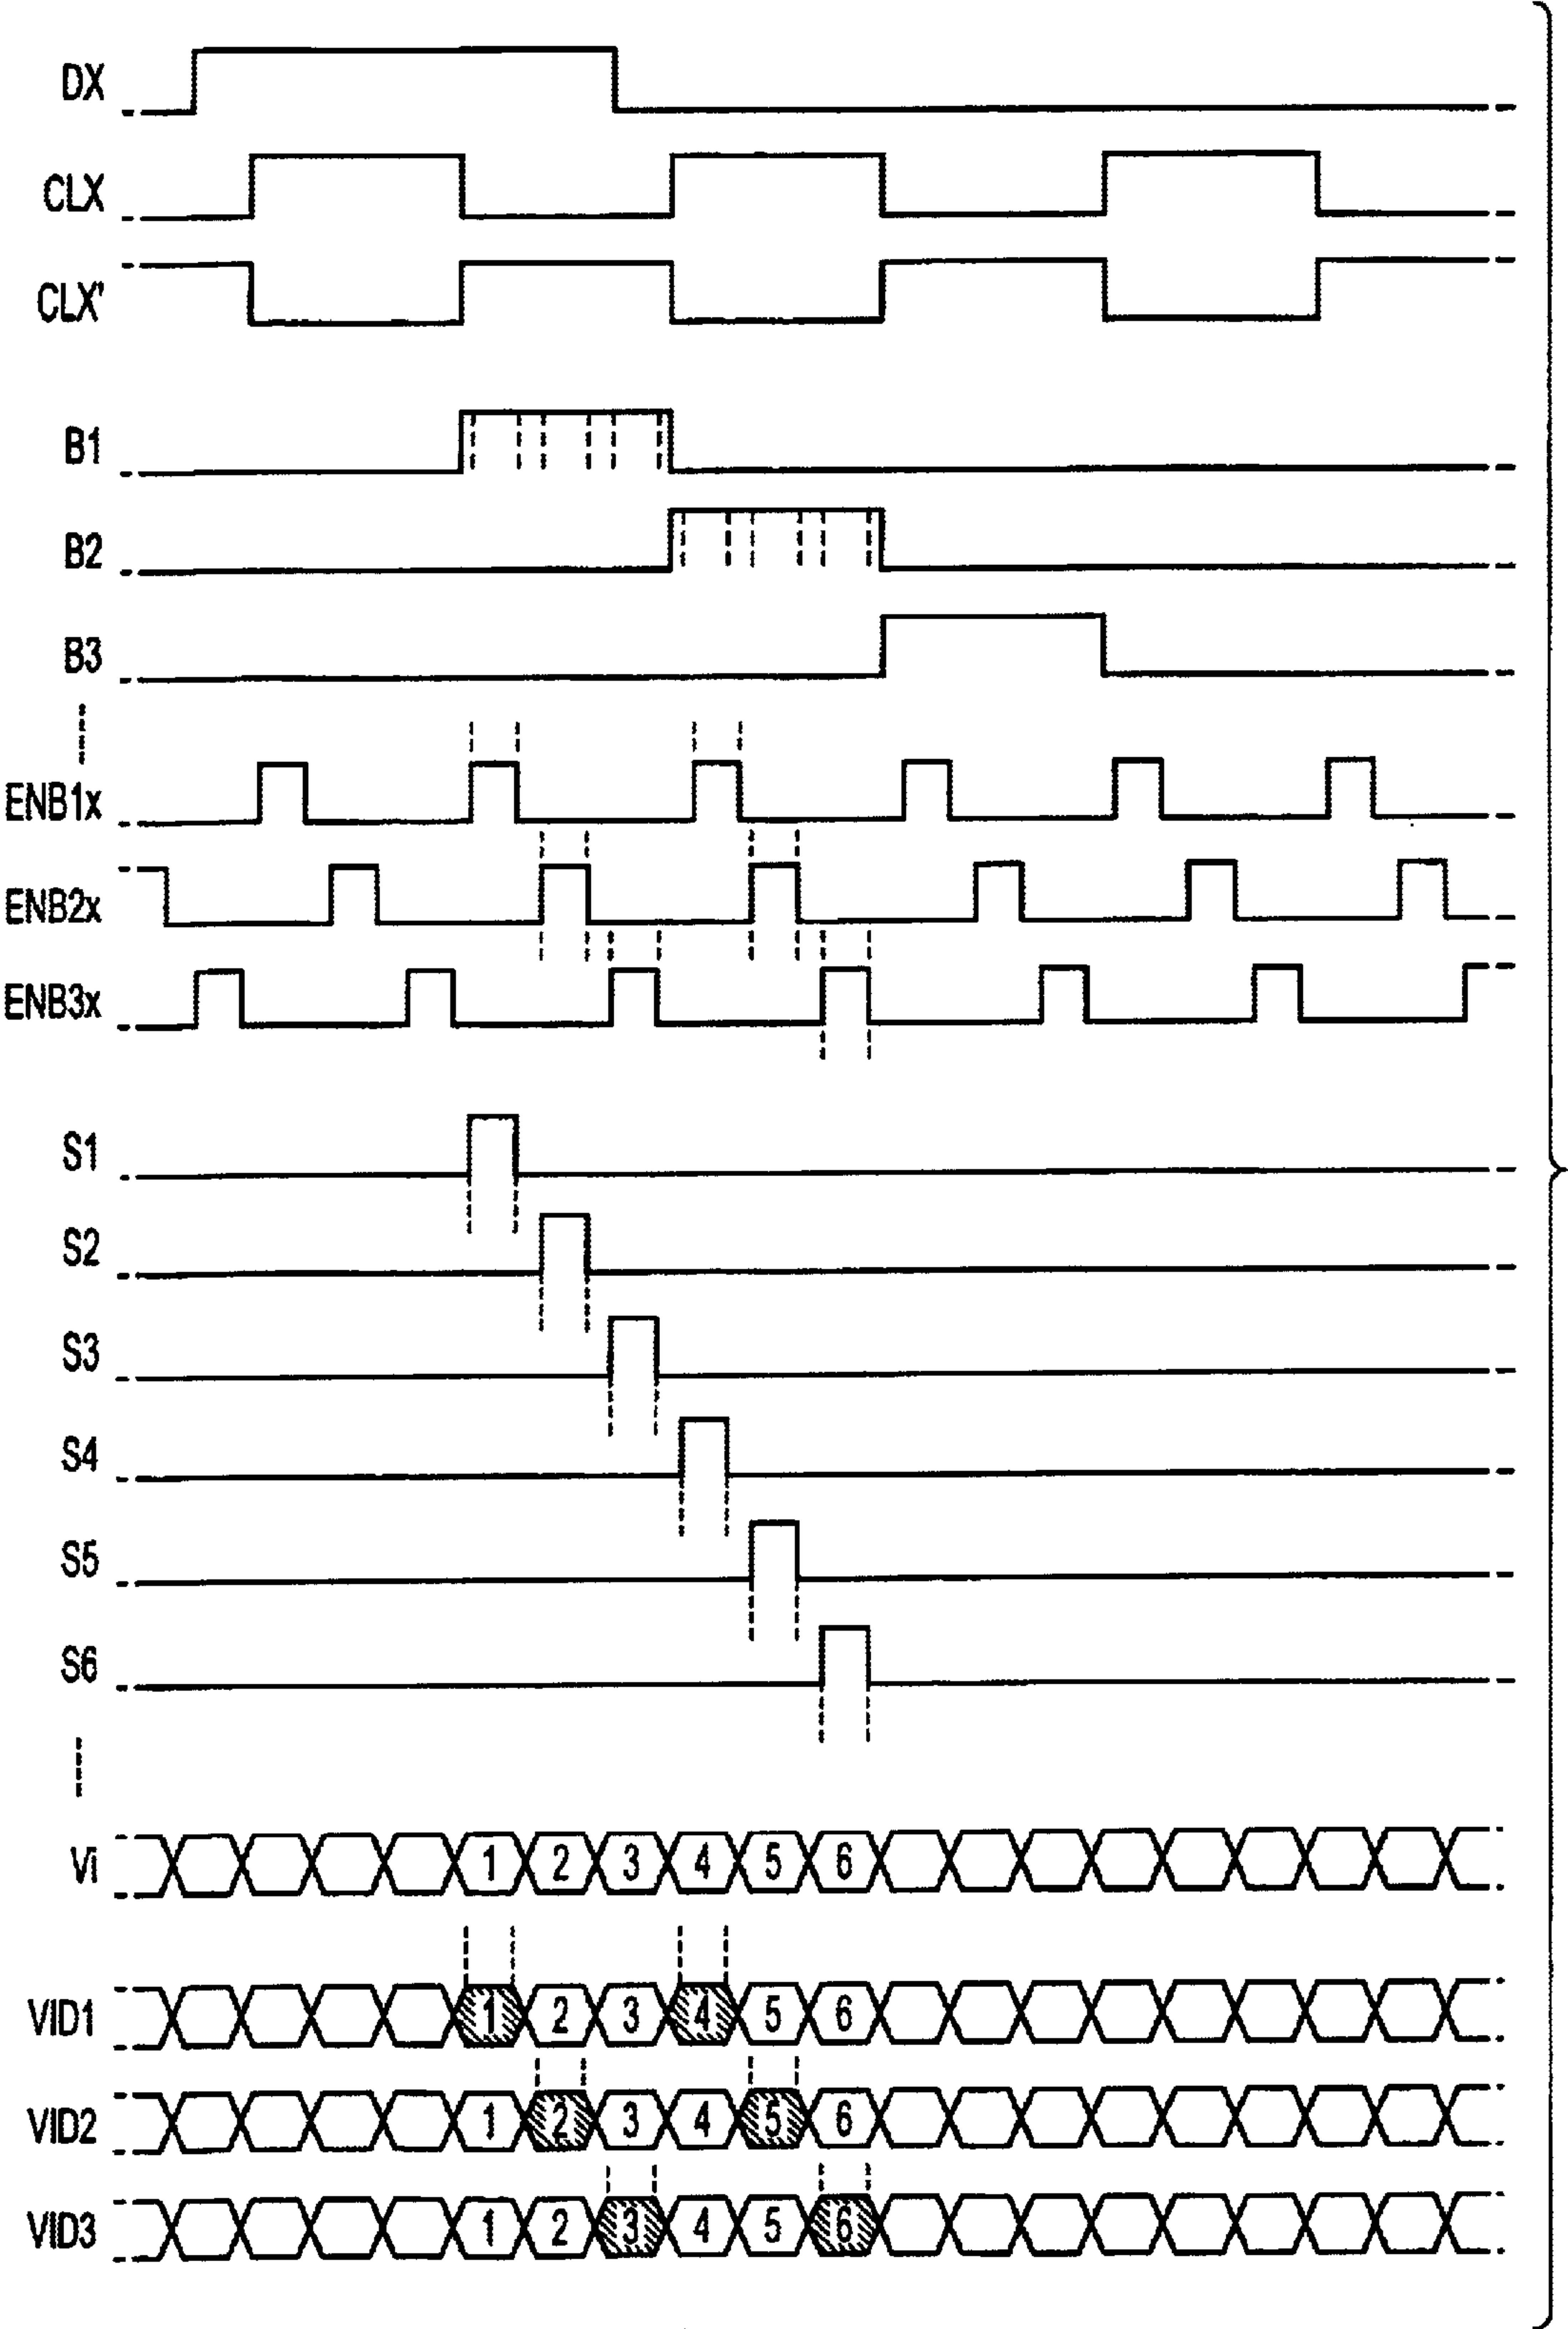 DX
CLX
CLX'
B1
B2
B3
ENB1x
ENB2x
ENB3x
S1
S2
S3
S4
S5
S6
Vi 1 2 3 4 5 6
VID1 1 2 3 4 5 6
VID2 1 2 3 4 5 6
VID3 1 2 3 4 5 6